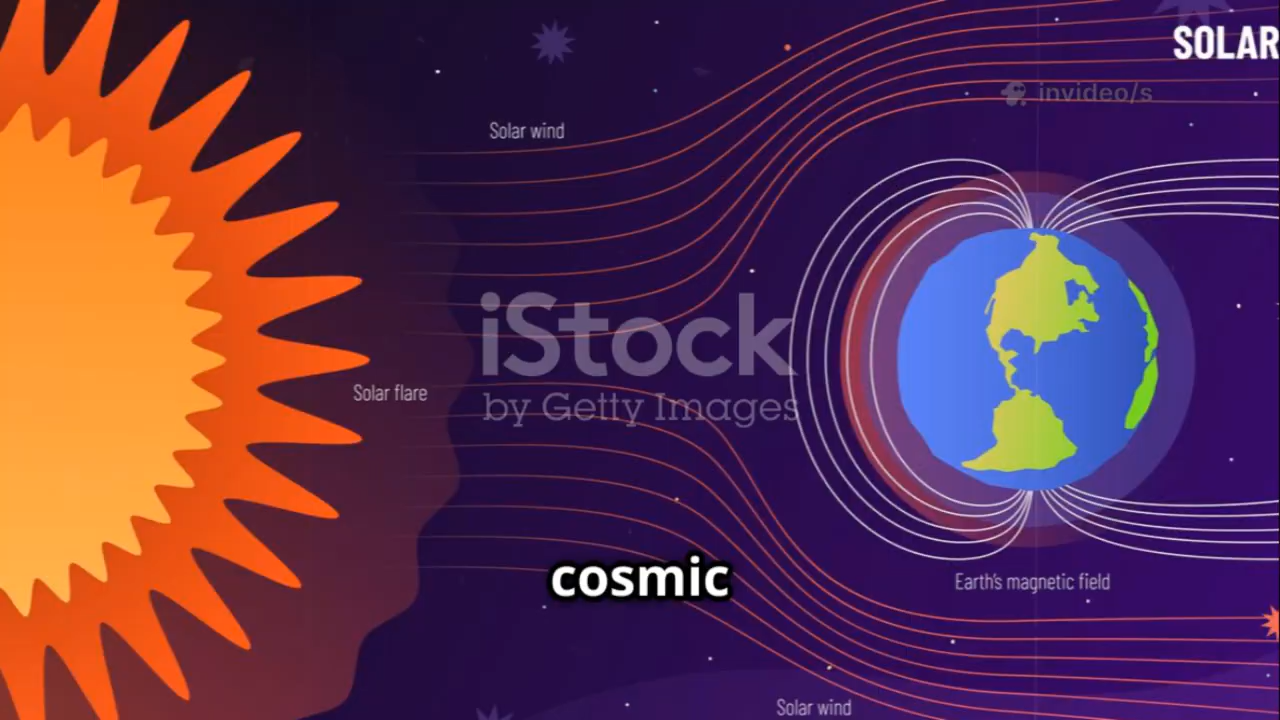 SOLAR
invideo/s
Solar wind
iStock
by Getty Images
Solar flare
cosmic
Earth's magnetic field
Solar wind